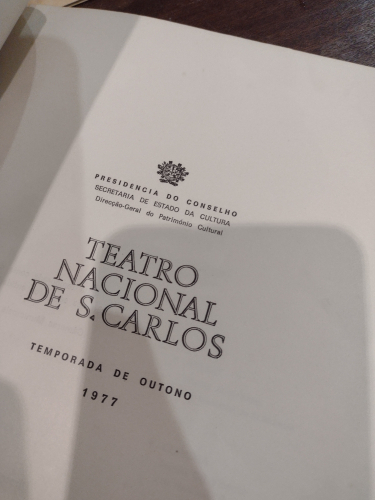 PRESIDENCIA DO CONSELHO
SECRETARIA DE ESTADO DA CULTURA
Direcção-Geral do Património Cultural
TEATRO
NACIONAL
DE S. CARLOS
TEMPORADA DE OUTONO
1977